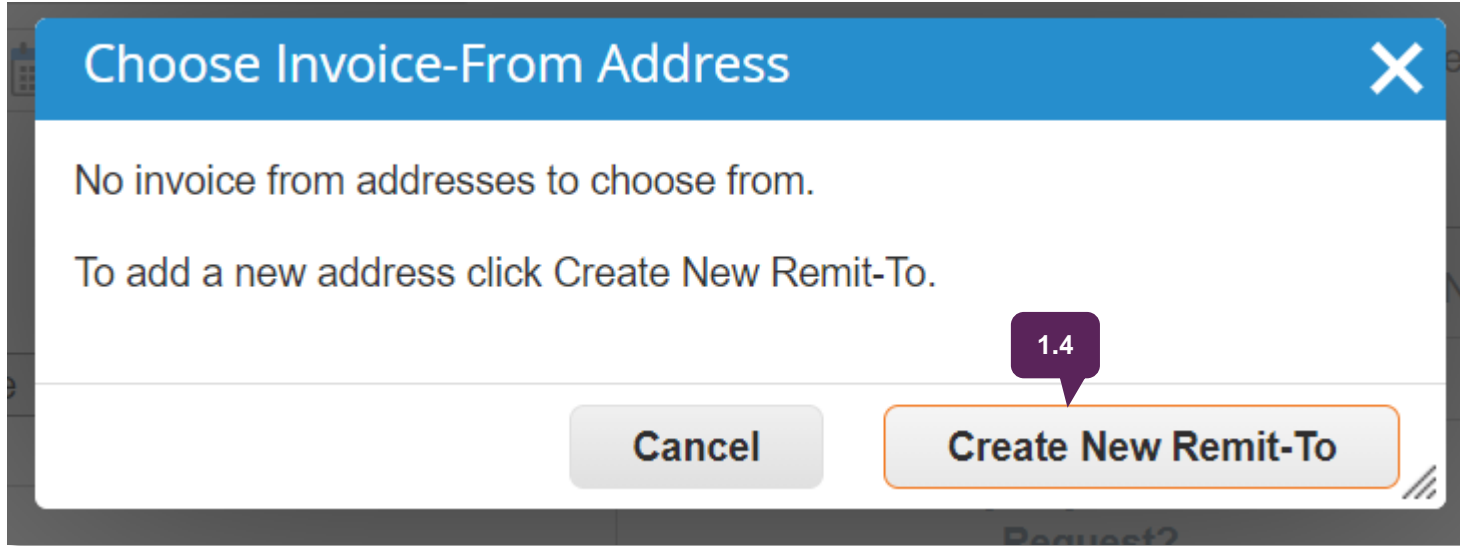 Choose Invoice-From Address
No invoice from addresses to choose from.
To add a new address click Create New Remit-To.
1.4
Cancel
Create New Remit-To
Request?